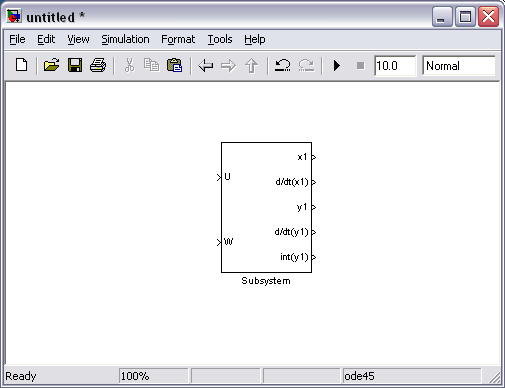 untitled *
File Edit View Simulation Format Tools Help
10.0 Normal
x1
U
d/dt(x1)
y1
d/dt(y1)
W
int(y1)
Subsystem
Ready 100% ode45